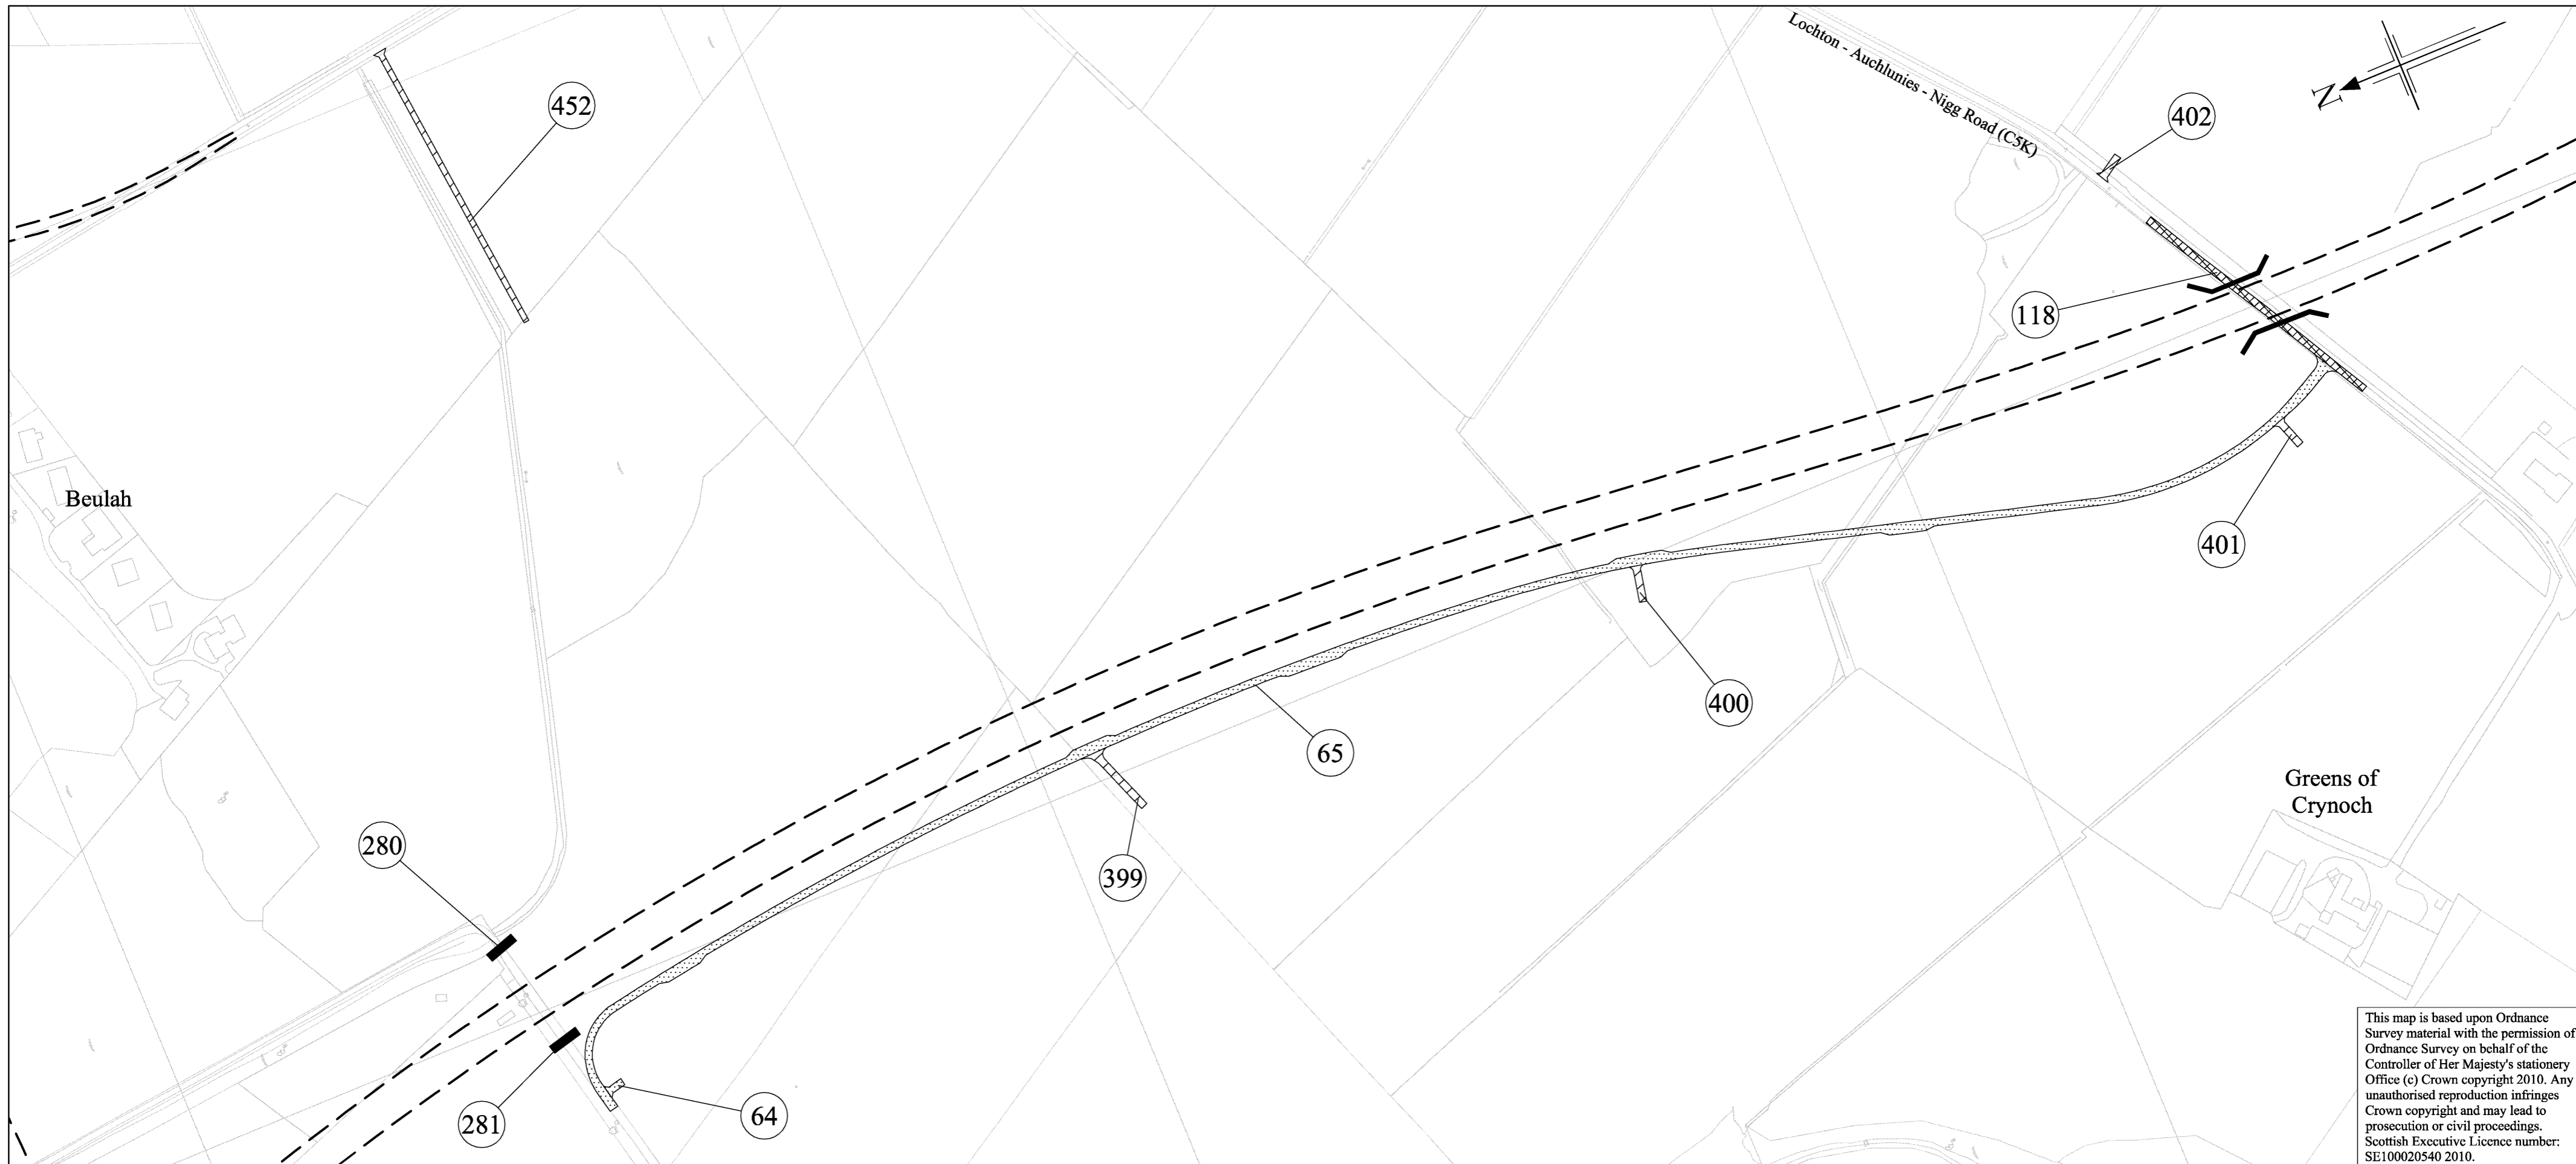 Lochton - Auchlunies - Nigg Road (C5K)
N
452
402
118
Beulah
401
400
65
Greens of
Crynoch
280
399
281
64
This map is based upon Ordnance
Survey material with the permission of
Ordnance Survey on behalf of the
Controller of Her Majesty's stationery
Office (c) Crown copyright 2010. Any
unauthorised reproduction infringes
Crown copyright and may lead to
prosecution or civil proceedings.
Scottish Executive Licence number:
SE100020540 2010.